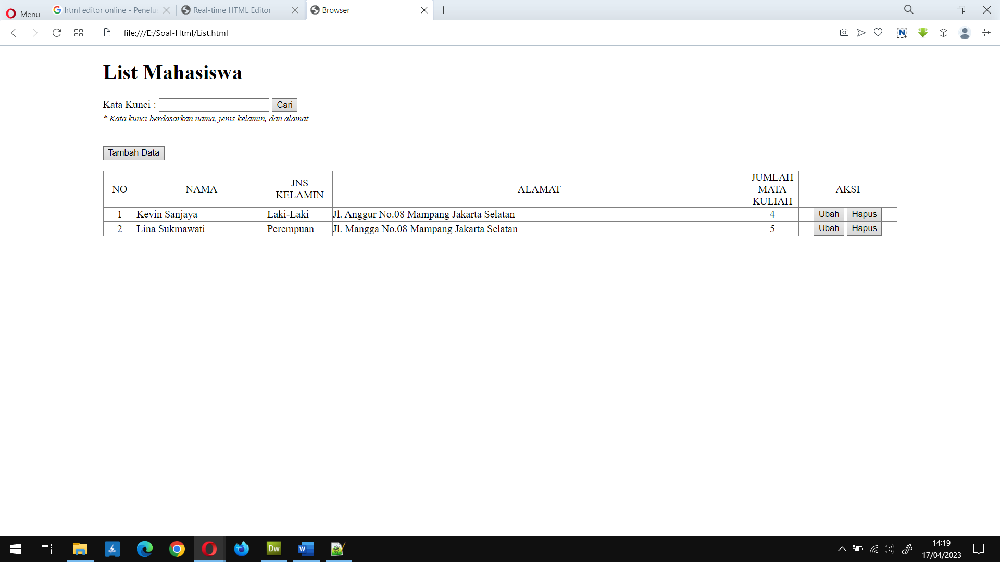 Menu
html editor online - Penelu
Real-time HTML Editor
Browser
file:///E:/Soal-Html/List.html
List Mahasiswa
Kata Kunci : Cari
* Kata kunci berdasarkan nama, jenis kelamin, dan alamat
Tambah Data
NO NAMA JNS KELAMIN ALAMAT JUMLAH MATA KULIAH AKSI
1 Kevin Sanjaya Laki-Laki Jl. Anggur No.08 Mampang Jakarta Selatan 4 Ubah Hapus
2 Lina Sukmawati Perempuan Jl. Mangga No.08 Mampang Jakarta Selatan 5 Ubah Hapus
Dw
14:19
17/04/2023